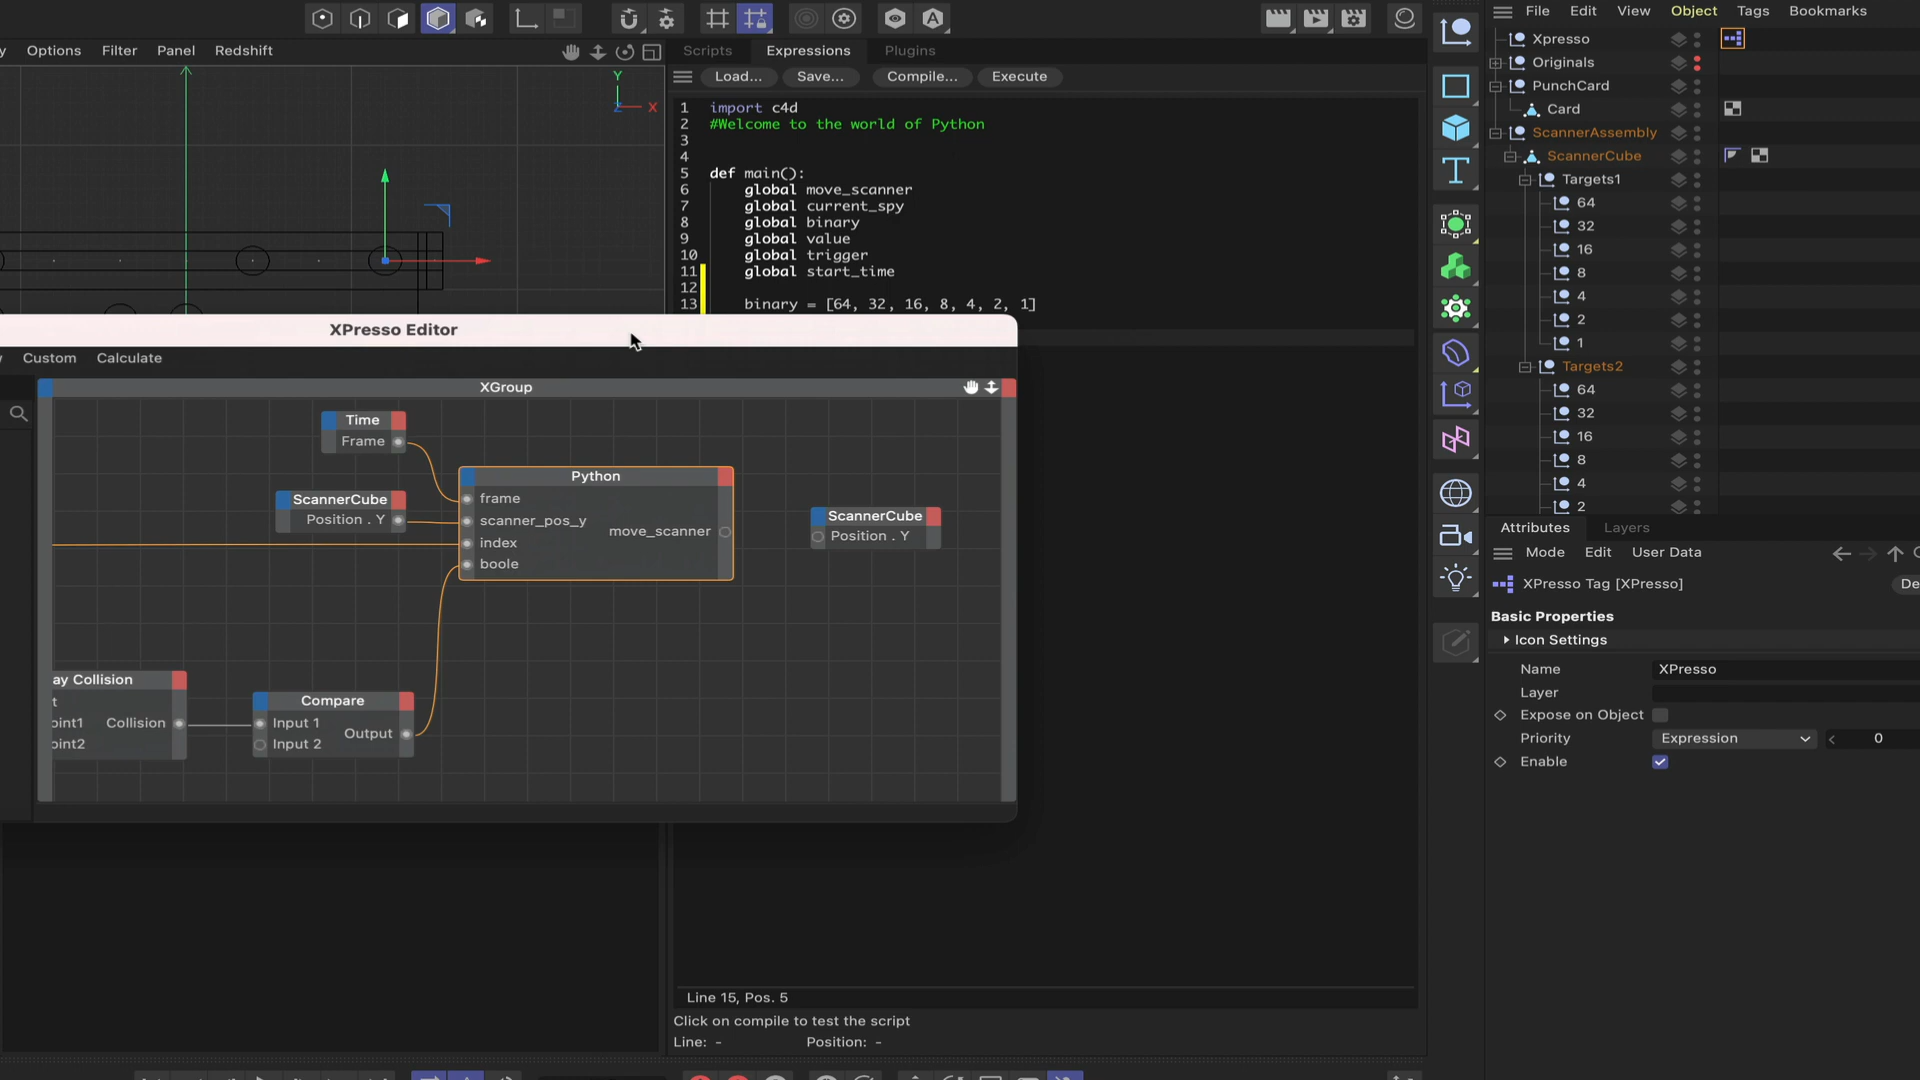 File Edit View Object Tags Bookmarks
Options Filter Panel Redshift
Scripts Expressions Plugins
Load... Save... Compile... Execute
Y
Z X
1 import c4d
2 #Welcome to the world of Python
3
4
5 def main():
6 global move_scanner
7 global current_spy
8 global binary
9 global value
10 global trigger
11 global start_time
12
13 binary = [64, 32, 16, 8, 4, 2, 1]
XPresso Editor
Custom Calculate
XGroup
Time
Frame
ScannerCube
Position . Y
Python
frame
scanner_pos_y
index
boole
move_scanner
ScannerCube
Position . Y
ay Collision
t
oint1 Collision
oint2
Compare
Input 1
Input 2
Output
Line 15, Pos. 5
Click on compile to test the script
Line: - Position: -
Xpresso
Originals
PunchCard
Card
ScannerAssembly
ScannerCube
Targets1
64
32
16
8
4
2
1
Targets2
64
32
16
8
4
2
Attributes Layers
Mode Edit User Data
XPresso Tag [XPresso] De
Basic Properties
Icon Settings
Name XPresso
Layer
Expose on Object
Priority Expression 0
Enable